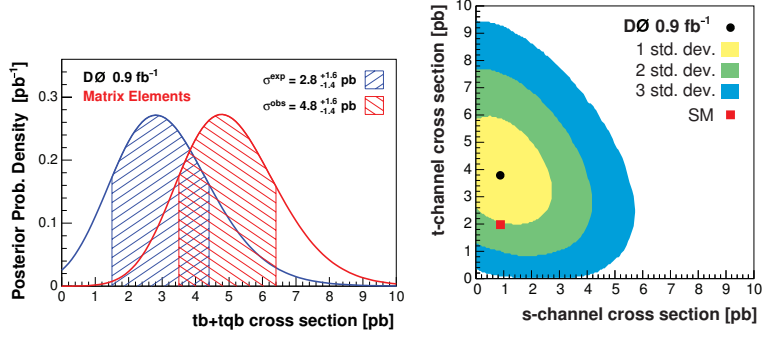 DØ 0.9 fb⁻¹
Matrix Elements
σᵉˣᵖ = 2.8 +1.6 -1.4 pb
σᵒᵇˢ = 4.8 +1.6 -1.4 pb
Posterior Prob. Density [pb⁻¹]
0.3
0.2
0.1
0
0 1 2 3 4 5 6 7 8 9 10
tb+tqb cross section [pb]
DØ 0.9 fb⁻¹
1 std. dev.
2 std. dev.
3 std. dev.
SM
t-channel cross section [pb]
10
9
8
7
6
5
4
3
2
1
0
0 1 2 3 4 5 6 7 8 9 10
s-channel cross section [pb]